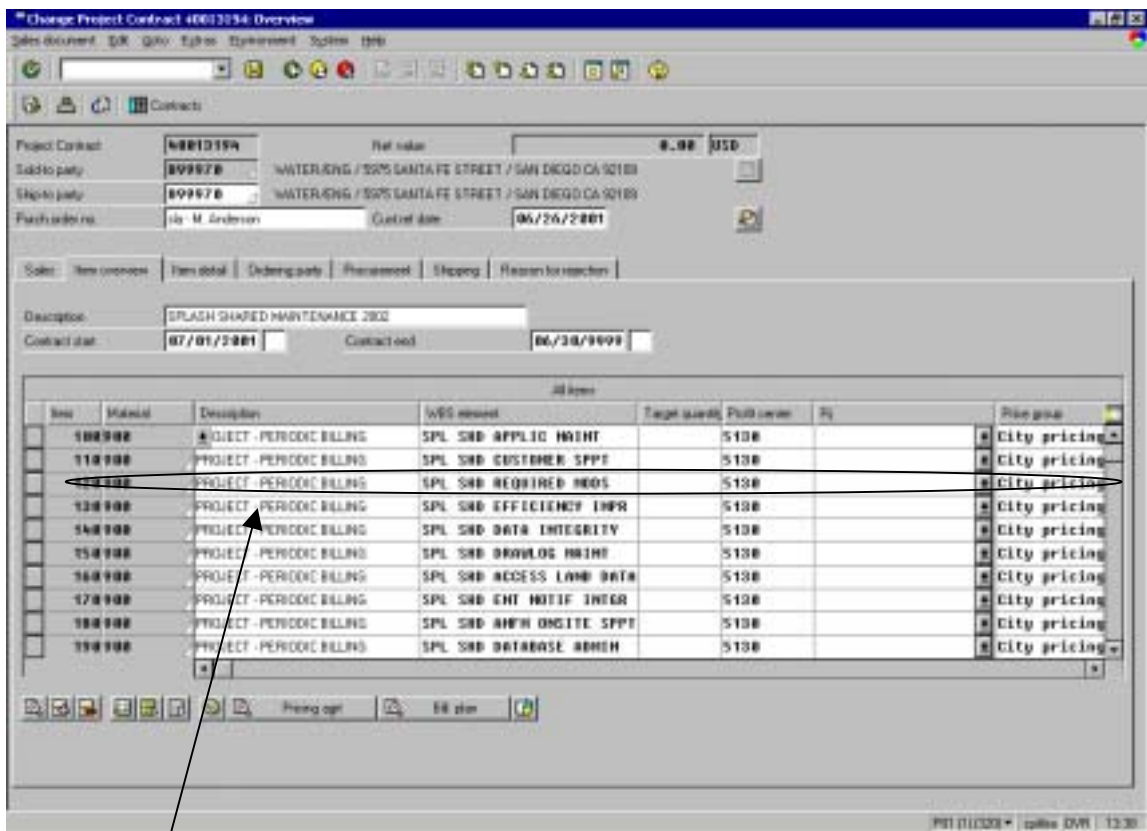 Change Project Contract 40013194: Overview
Sales document Edit Goto Extras Environment System Help
Contracts
Project Contract 40013194 Net value 0.00 USD
Sold-to party 899970 WATER/ENG / 5975 SANTA FE STREET / SAN DIEGO CA 92109
Ship-to party 899970 WATER/ENG / 5975 SANTA FE STREET / SAN DIEGO CA 92109
Purch.order no. sla - M. Anderson Cust.ref.date 06/26/2001
Sales Item overview Item detail Ordering party Procurement Shipping Reason for rejection
Description SPLASH SHARED MAINTENANCE 2002
Contract start 07/01/2001 Contract end 06/30/9999
All items
Item Material Description WBS element Target quantity Profit center Price group
100 900 OJECT - PERIODIC BILLING SPL SHD APPLIC MAINT 5130 City pricing
110 900 PROJECT - PERIODIC BILLING SPL SHD CUSTOMER SPPT 5130 City pricing
PROJECT - PERIODIC BILLING SPL SHD REQUIRED MODS 5130 City pricing
130 900 PROJECT - PERIODIC BILLING SPL SHD EFFICIENCY IMPR 5130 City pricing
140 900 PROJECT - PERIODIC BILLING SPL SHD DATA INTEGRITY 5130 City pricing
150 900 PROJECT - PERIODIC BILLING SPL SHD DRAWLOG MAINT 5130 City pricing
160 900 PROJECT - PERIODIC BILLING SPL SHD ACCESS LAND DATA 5130 City pricing
170 900 PROJECT - PERIODIC BILLING SPL SHD EMT NOTIF INTGR 5130 City pricing
180 900 PROJECT - PERIODIC BILLING SPL SHD AMFM ONSITE SPPT 5130 City pricing
190 900 PROJECT - PERIODIC BILLING SPL SHD DATABASE ADMIN 5130 City pricing
Pricing agrt Bill. plan
OVR 13:38